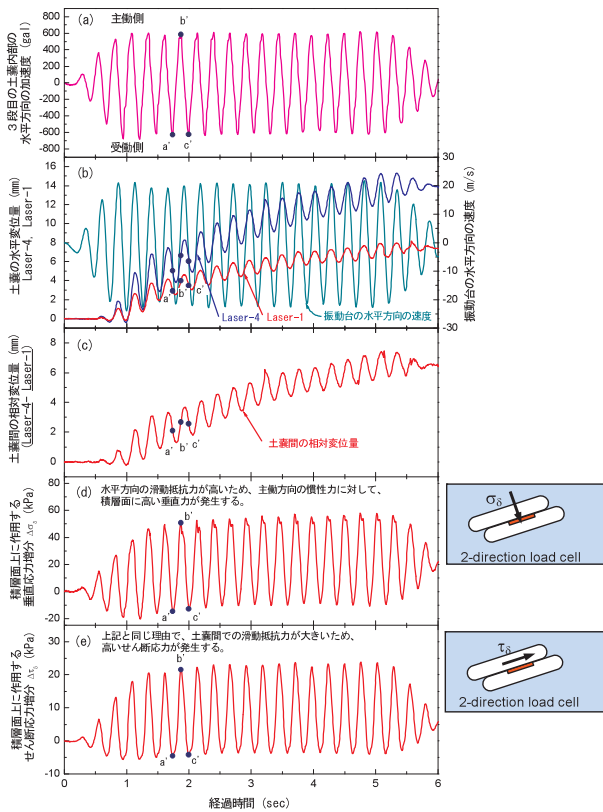 (a)
主働側
b'
800
600
400
200
0
-200
-400
-600
-800
3段目の土嚢内部の
水平方向の加速度 (gal)
a'
c'
受働側
(b)
16
14
12
10
8
6
4
2
0
土嚢の水平変位量 (mm)
Laser-4, Laser-1
30
20
10
0
-10
-20
-30
振動台の水平方向の速度 (m/s)
a'
b'
c'
Laser-4
Laser-1
振動台の水平方向の速度
(c)
8
6
4
2
0
土嚢間の相対変位量 (mm)
(Laser-4- Laser-1)
a'
b'
c'
土嚢間の相対変位量
(d)
水平方向の滑動抵抗力が高いため、主働方向の慣性力に対して、
積層面に高い垂直力が発生する。
80
60
40
20
0
-20
積層面上に作用する
垂直応力増分 Δσδ (kPa)
b'
a'
c'
σδ
2-direction load cell
(e)
上記と同じ理由で、土嚢間での滑動抵抗力が大きいため、
高いせん断応力が発生する。
30
20
10
0
-10
積層面上に作用する
せん断応力増分 Δτδ (kPa)
b'
a'
c'
τδ
2-direction load cell
0
1
2
3
4
5
6
経過時間 (sec)